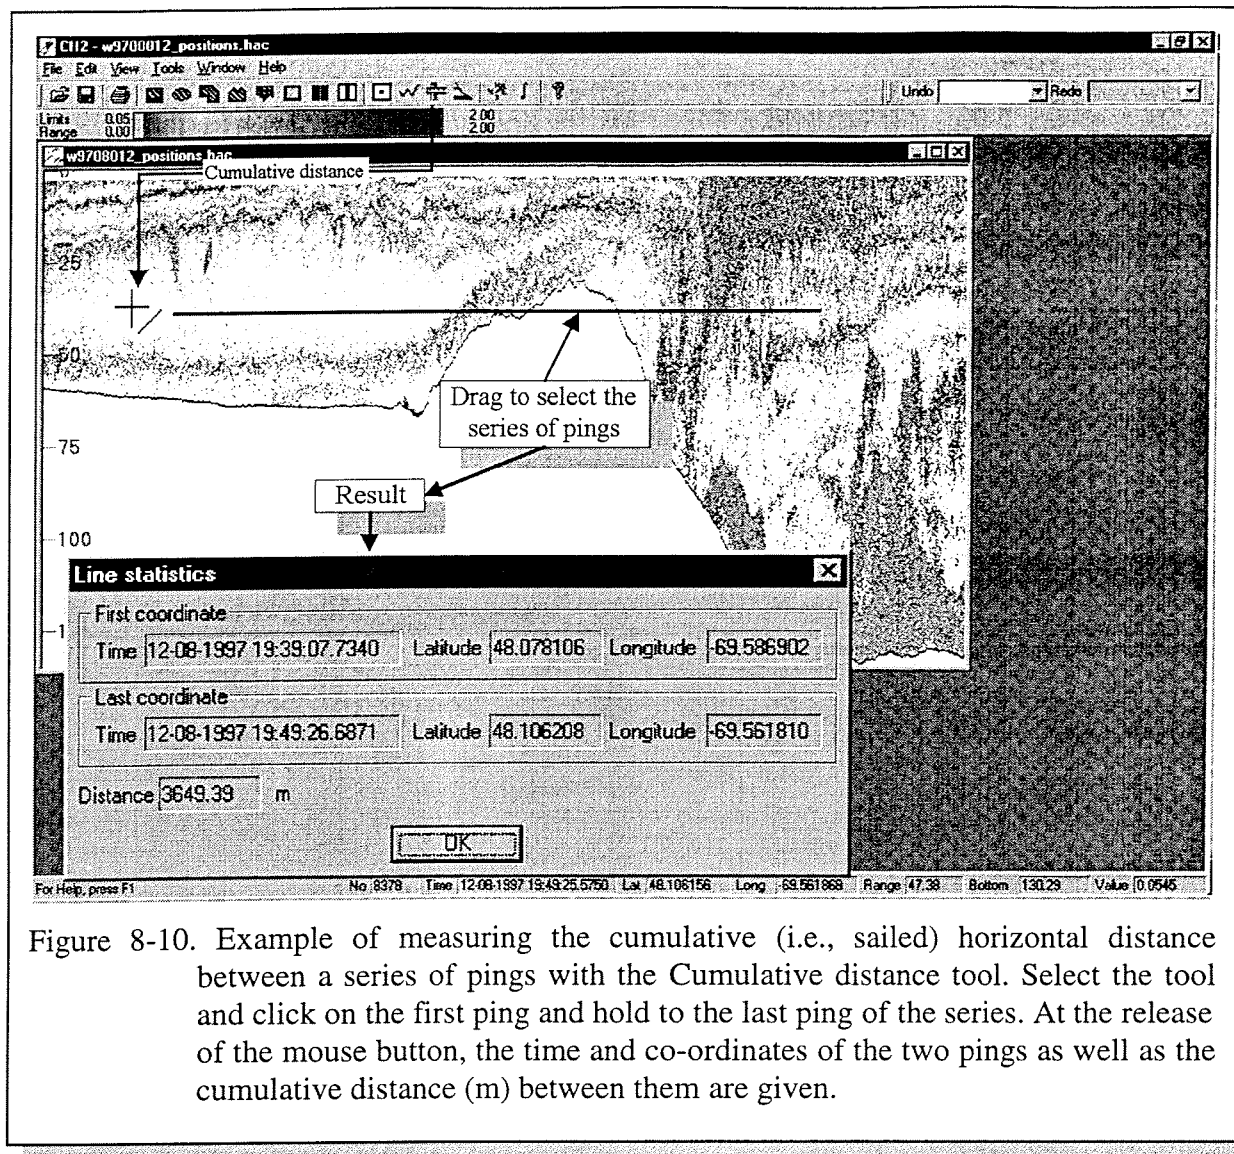 CH2 - w9700012_positions.hac
File Edit View Tools Window Help
Undo Redo
Limits 0.05 2.00
Range 0.00 2.00
w9708012_positions.hac
Cumulative distance
25
50
Drag to select the
series of pings
75
Result
100
Line statistics
First coordinate
Time 12-08-1997 19:39:07.7340 Latitude 48.078106 Longitude -69.586902
Last coordinate
Time 12-08-1997 19:49:26.6871 Latitude 48.106208 Longitude -69.561810
Distance 3649.39 m
OK
For Help, press F1 No 8378 Time 12-08-1997 19:49:25.5750 Lat 48.106156 Long -69.561868 Range 47.38 Bottom 130.29 Value 0.0545
Figure 8-10. Example of measuring the cumulative (i.e., sailed) horizontal distance
between a series of pings with the Cumulative distance tool. Select the tool
and click on the first ping and hold to the last ping of the series. At the release
of the mouse button, the time and co-ordinates of the two pings as well as the
cumulative distance (m) between them are given.